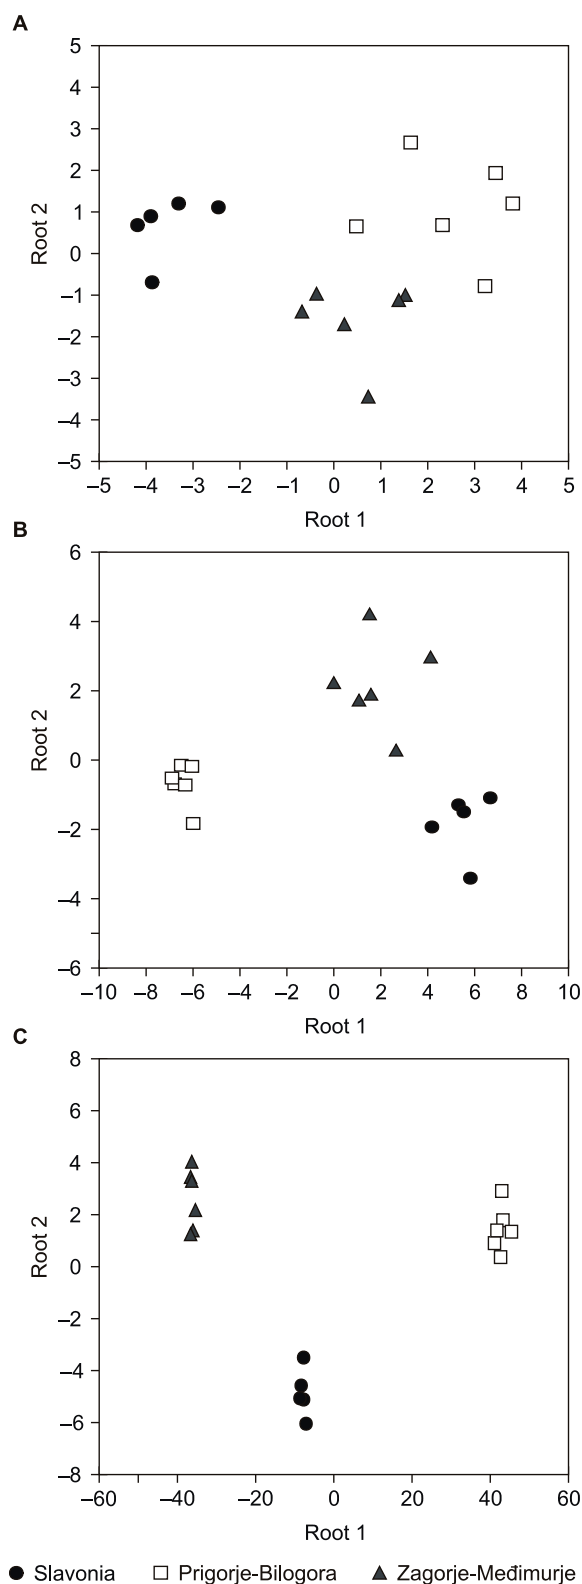 A
5
4
3
2
1
0
–1
–2
–3
–4
–5
Root 2
–5 –4 –3 –2 –1 0 1 2 3 4 5
Root 1
B
6
4
2
0
–2
–4
–6
Root 2
–10 –8 –6 –4 –2 0 2 4 6 8 10
Root 1
C
8
6
4
2
0
–2
–4
–6
–8
Root 2
–60 –40 –20 0 20 40 60
Root 1
Slavonia Prigorje-Bilogora Zagorje-Međimurje